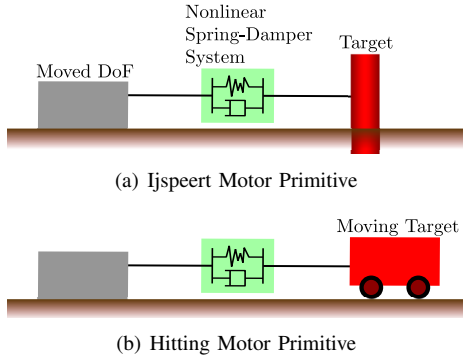 Nonlinear
Spring-Damper
System
Target
Moved DoF
(a) Ijspeert Motor Primitive
Moving Target
(b) Hitting Motor Primitive